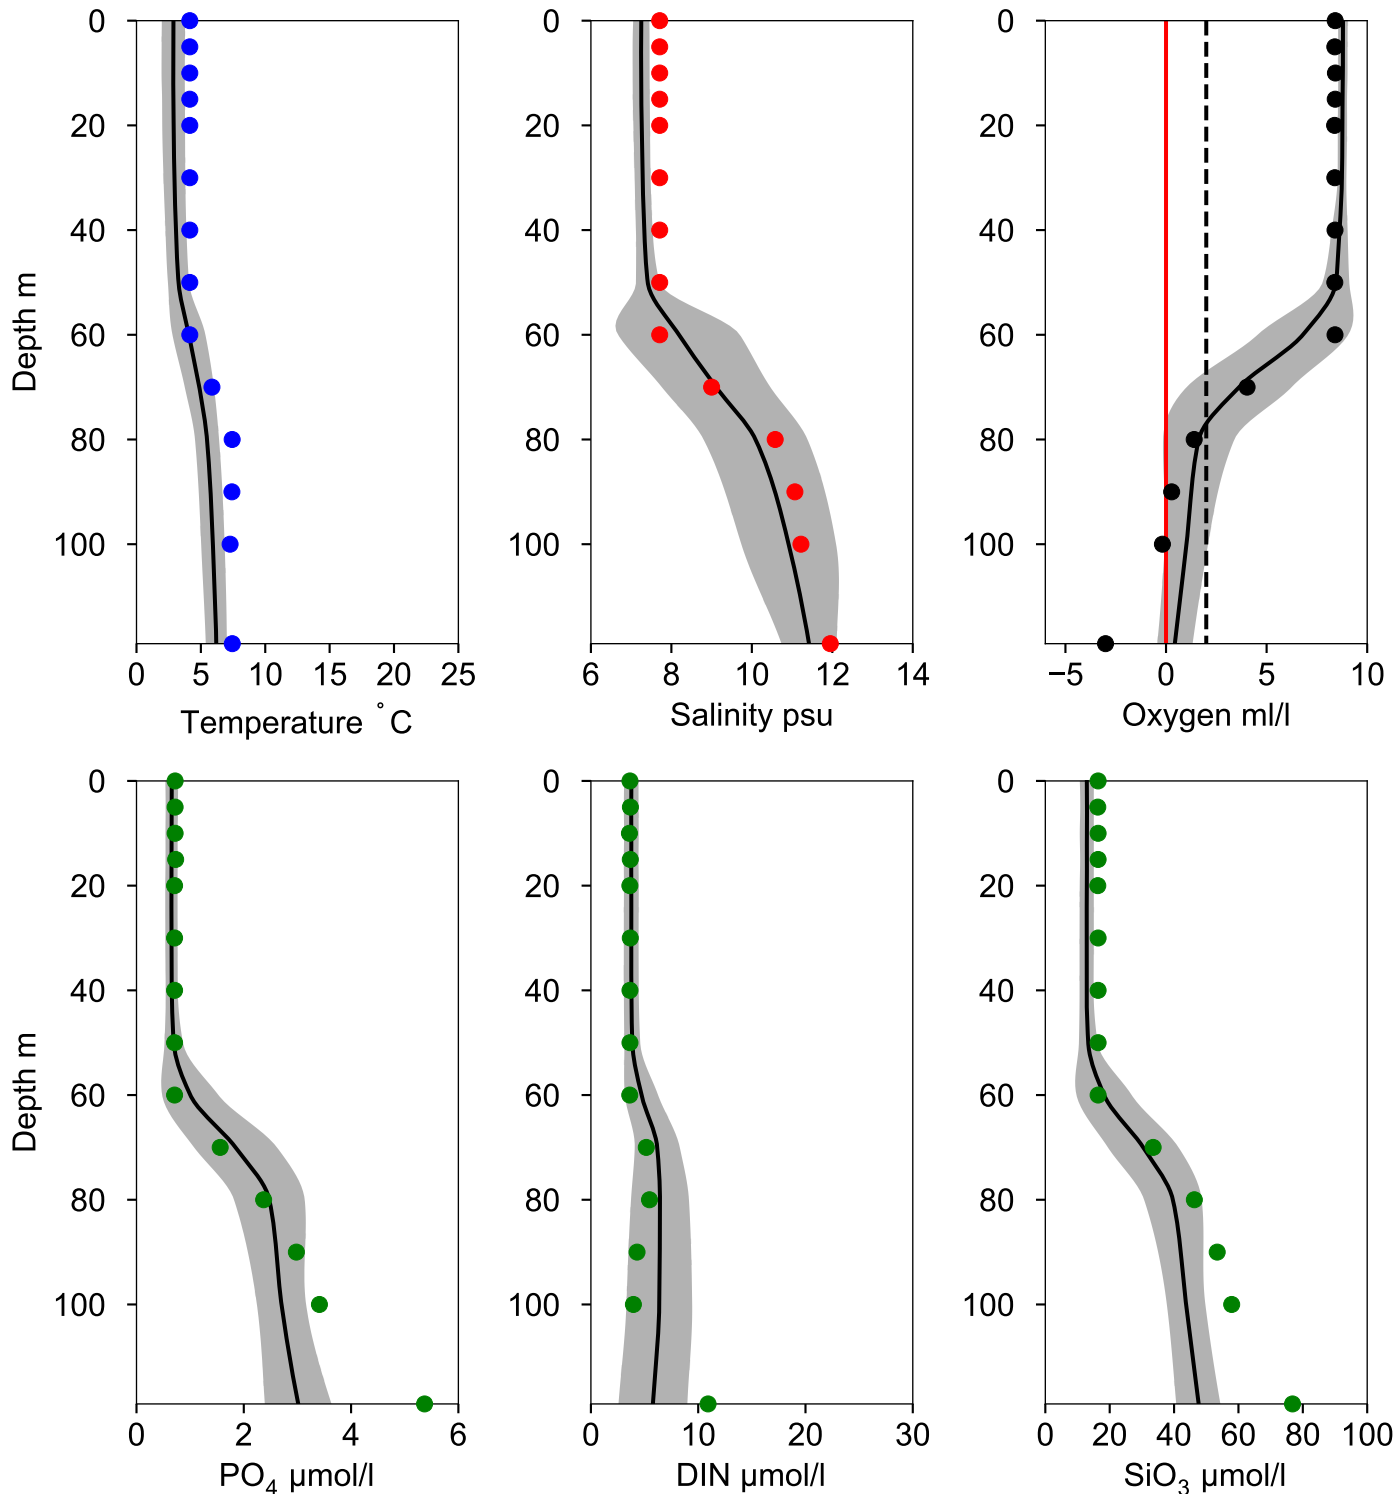 0
20
40
60
80
100
Depth m
0 5 10 15 20 25
Temperature °C
0
20
40
60
80
100
6 8 10 12 14
Salinity psu
0
20
40
60
80
100
−5 0 5 10
Oxygen ml/l
0
20
40
60
80
100
Depth m
0 2 4 6
PO₄ µmol/l
0
20
40
60
80
100
0 10 20 30
DIN µmol/l
0
20
40
60
80
100
0 20 40 60 80 100
SiO₃ µmol/l